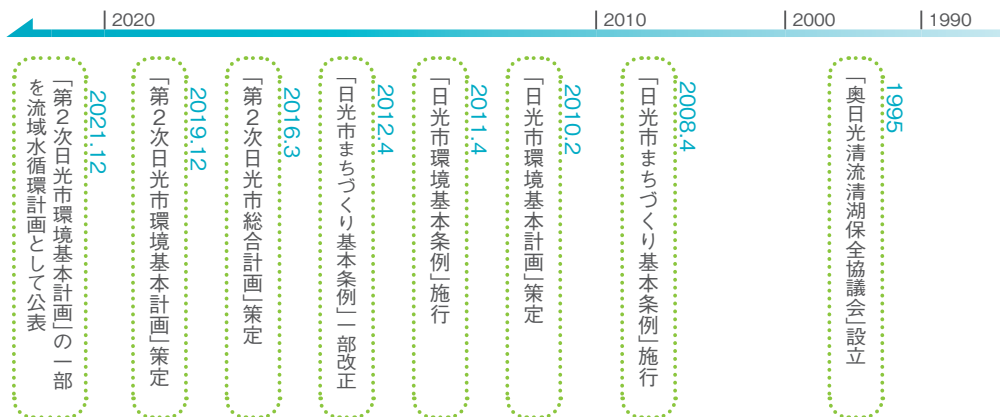 2020
2010
2000
1990
1995
「奥日光清流清湖保全協議会」設立
2008.4
「日光市まちづくり基本条例」施行
2010.2
「日光市環境基本計画」策定
2011.4
「日光市環境基本条例」施行
2012.4
「日光市まちづくり基本条例」一部改正
2016.3
「第2次日光市総合計画」策定
2019.12
「第2次日光市環境基本計画」策定
2021.12
「第2次日光市環境基本計画」の一部
を流域水循環計画として公表